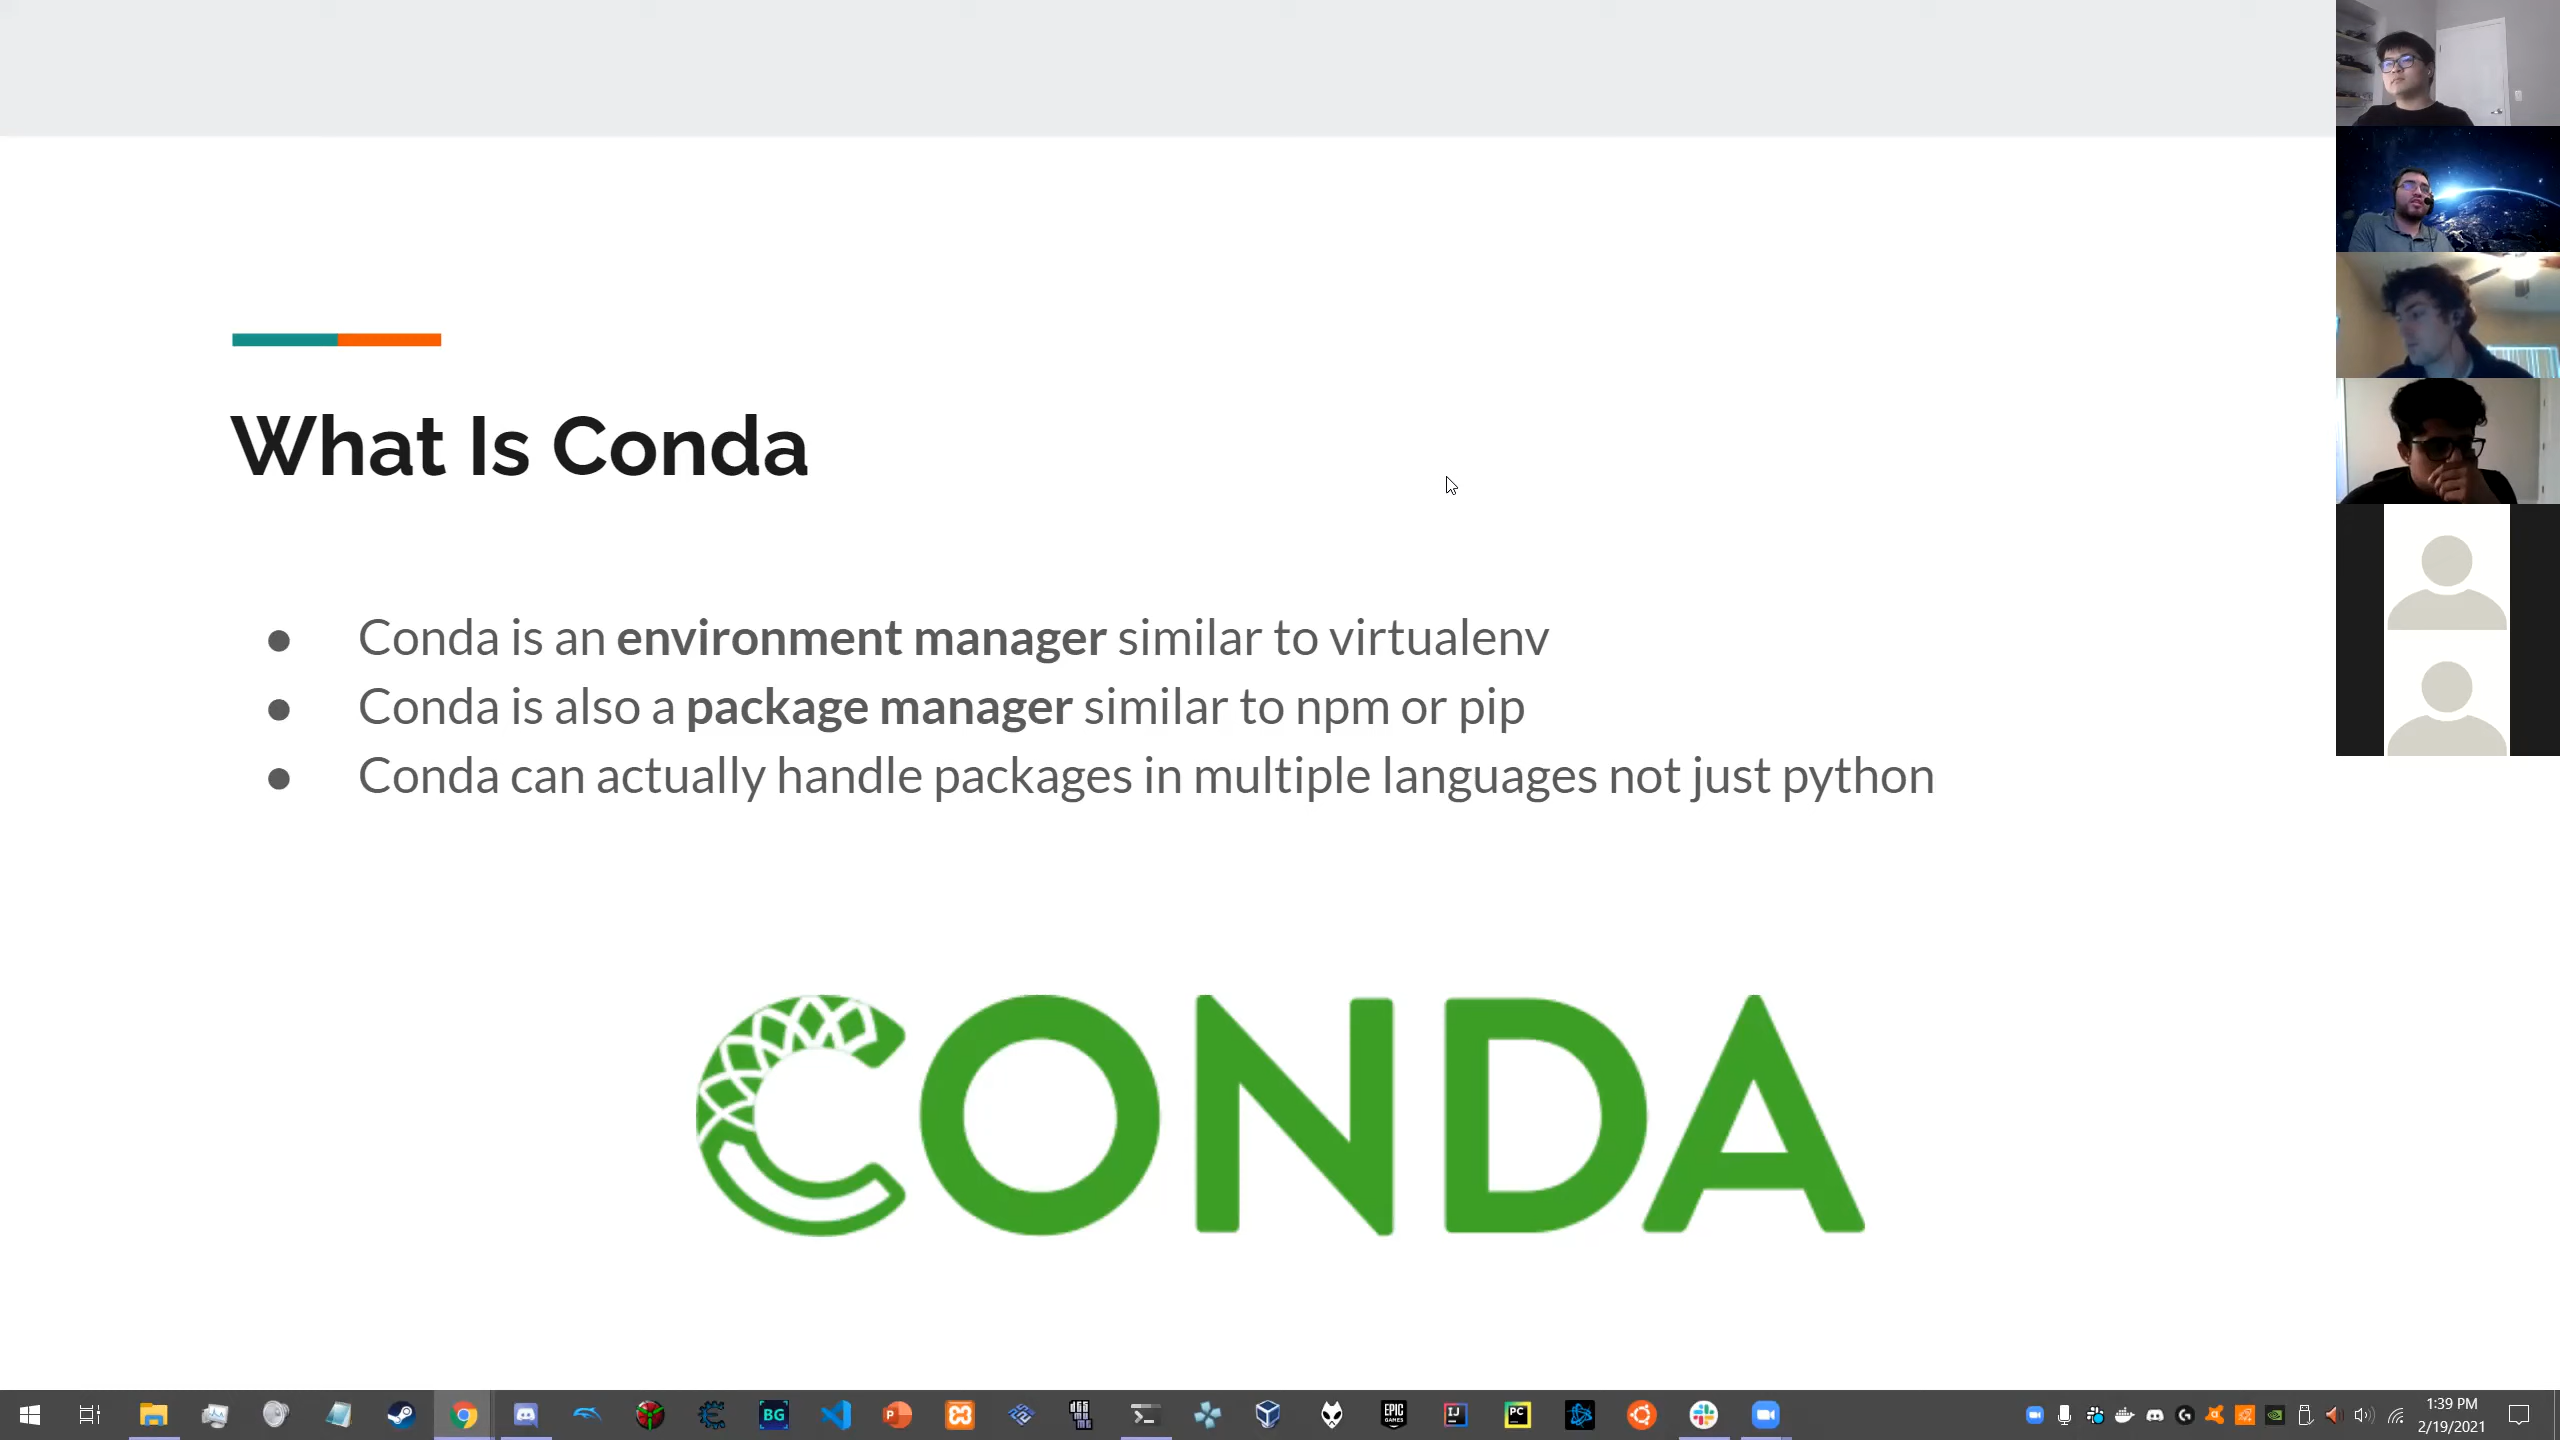 What Is Conda
● Conda is an environment manager similar to virtualenv
● Conda is also a package manager similar to npm or pip
● Conda can actually handle packages in multiple languages not just python
CONDA
BG
P
EPIC
GAMES
IJ
PC
1:39 PM
2/19/2021